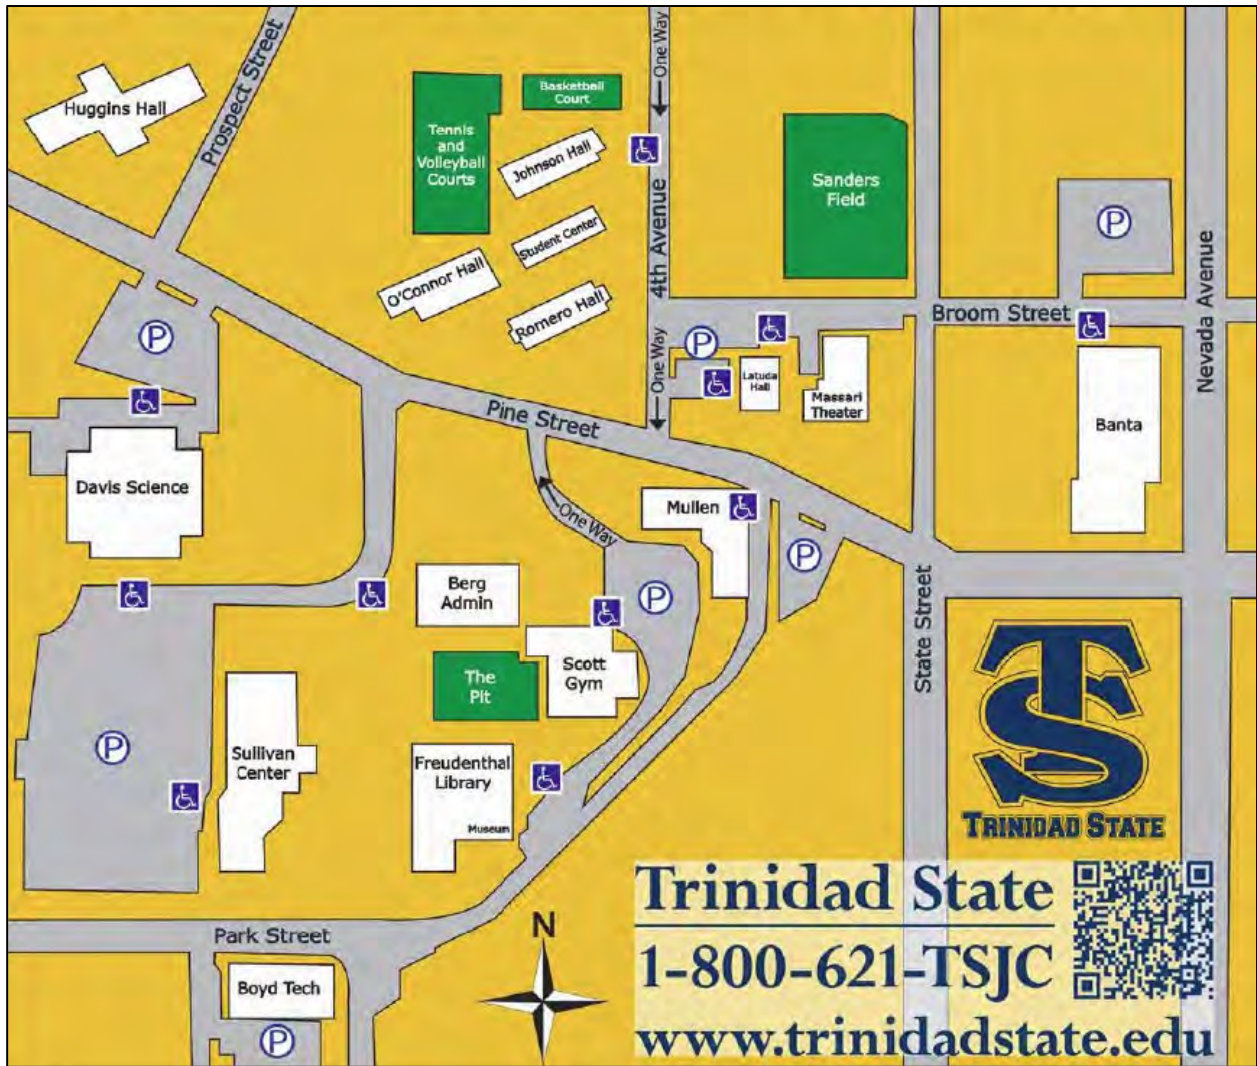 Huggins Hall
Prospect Street
Tennis
and
Volleyball
Courts
Basketball
Court
Johnson Hall
Student Center
O'Connor Hall
Romero Hall
One Way
4th Avenue
One Way
Sanders
Field
P
Nevada Avenue
Broom Street
P
Latuda
Hall
Massari
Theater
Banta
P
Pine Street
Davis Science
One Way
Mullen
P
P
Berg
Admin
Scott
Gym
The
Pit
State Street
P
Sullivan
Center
Freudenthal
Library
Museum
TS
TRINIDAD STATE
Park Street
Boyd Tech
P
N
Trinidad State
1-800-621-TSJC
www.trinidadstate.edu